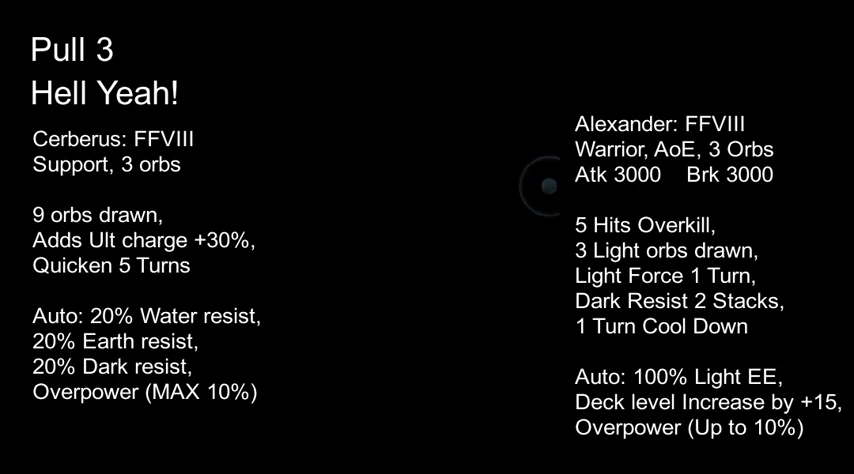 Pull 3
Hell Yeah!
Cerberus: FFVIII
Support, 3 orbs
9 orbs drawn,
Adds Ult charge +30%,
Quicken 5 Turns
Auto: 20% Water resist,
20% Earth resist,
20% Dark resist,
Overpower (MAX 10%)
Alexander: FFVIII
Warrior, AoE, 3 Orbs
Atk 3000    Brk 3000
5 Hits Overkill,
3 Light orbs drawn,
Light Force 1 Turn,
Dark Resist 2 Stacks,
1 Turn Cool Down
Auto: 100% Light EE,
Deck level Increase by +15,
Overpower (Up to 10%)